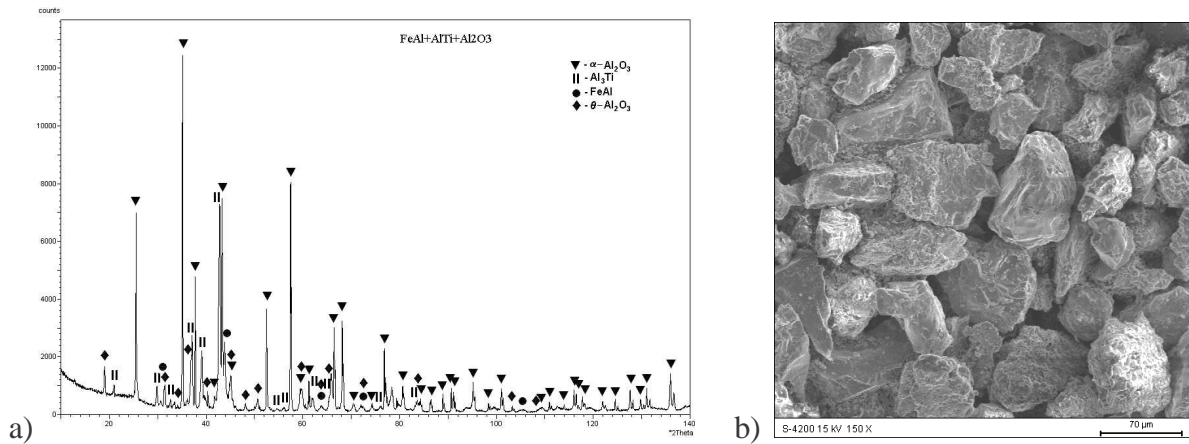 counts
FeAl+AlTi+Al2O3
▼ - α-Al₂O₃
|| - Al₃Ti
● - FeAl
◆ - θ-Al₂O₃
12000
10000
8000
6000
4000
2000
0
20 40 60 80 100 120 140
°2Theta
a)
S-4200 15 kV 150 X 70 µm
b)